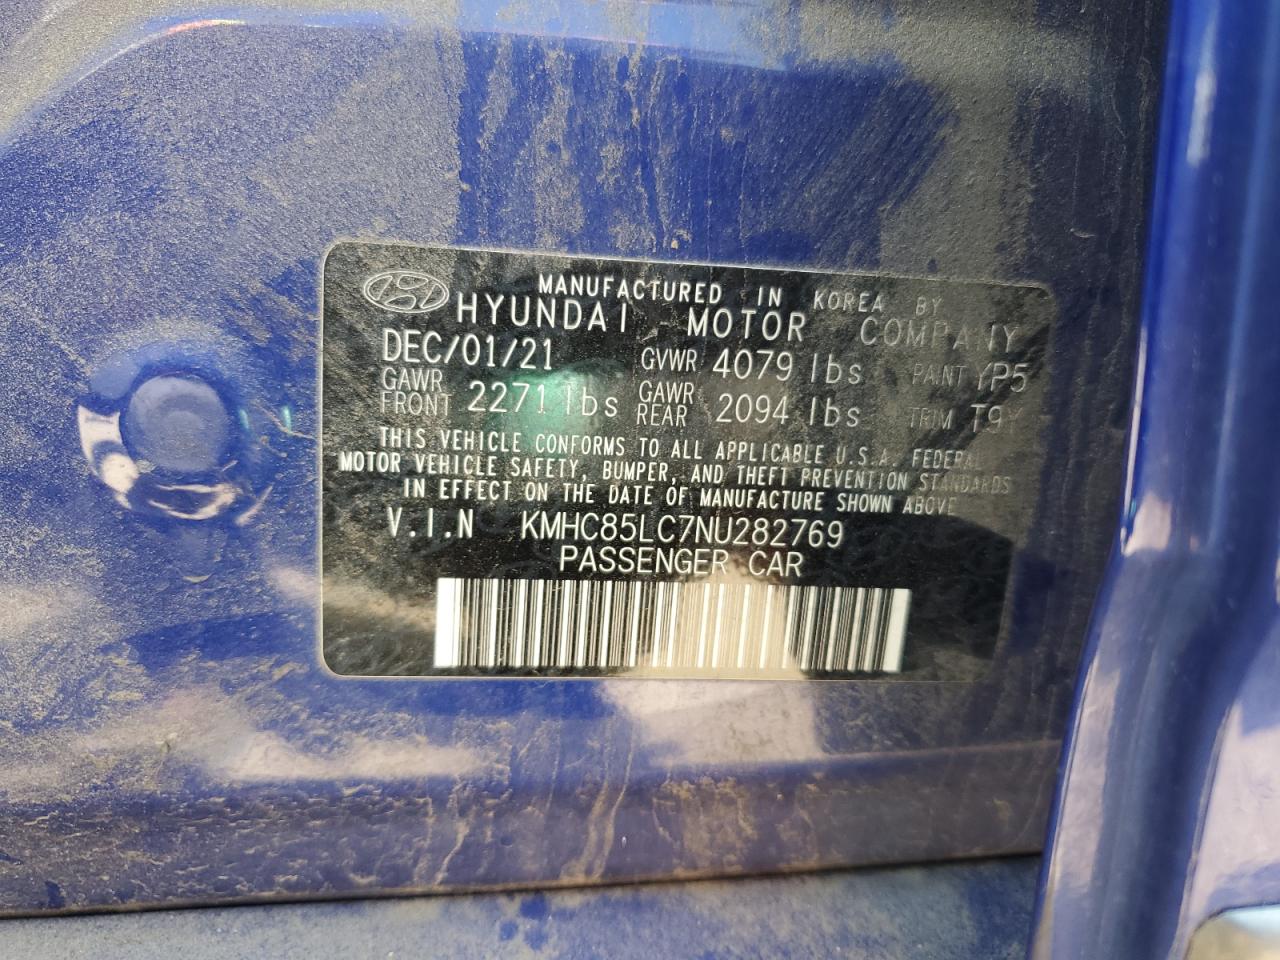 MANUFACTURED IN KOREA BY
HYUNDAI MOTOR COMPANY
DEC/01/21 GVWR 4079 lbs PAINT YP5
GAWR FRONT 2271 lbs GAWR REAR 2094 lbs TRIM T9Y
THIS VEHICLE CONFORMS TO ALL APPLICABLE U.S.A. FEDERAL
MOTOR VEHICLE SAFETY, BUMPER, AND THEFT PREVENTION STANDARDS
IN EFFECT ON THE DATE OF MANUFACTURE SHOWN ABOVE
V.I.N KMHC85LC7NU282769
PASSENGER CAR